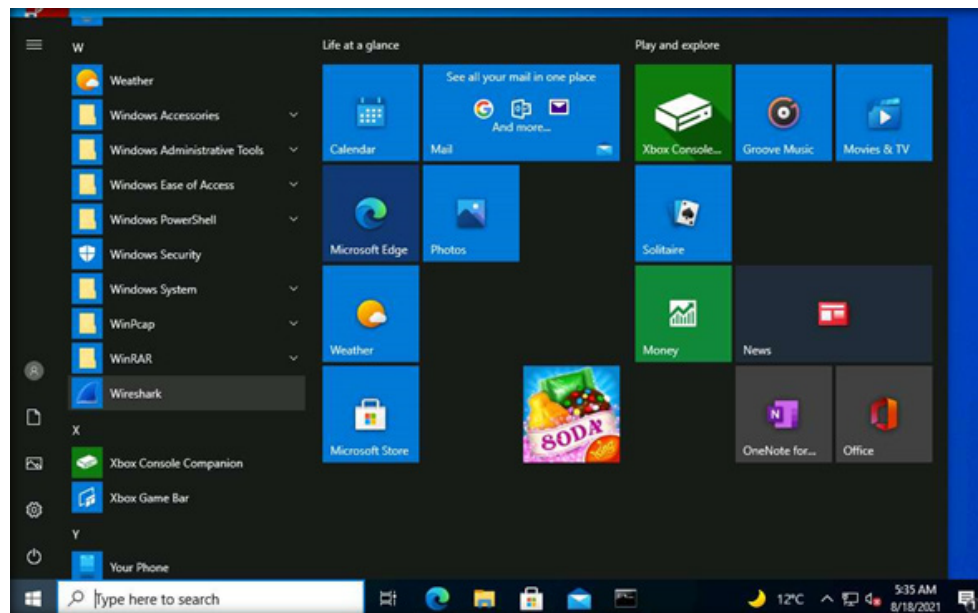 W
Weather
Windows Accessories
Windows Administrative Tools
Windows Ease of Access
Windows PowerShell
Windows Security
Windows System
WinPcap
WinRAR
Wireshark
X
Xbox Console Companion
Xbox Game Bar
Y
Your Phone
Life at a glance
Calendar
See all your mail in one place
And more...
Mail
Microsoft Edge
Photos
Weather
Microsoft Store
SODA
Play and explore
Xbox Console...
Groove Music
Movies & TV
Solitaire
Money
News
OneNote for...
Office
Type here to search
12°C
5:35 AM
8/18/2021